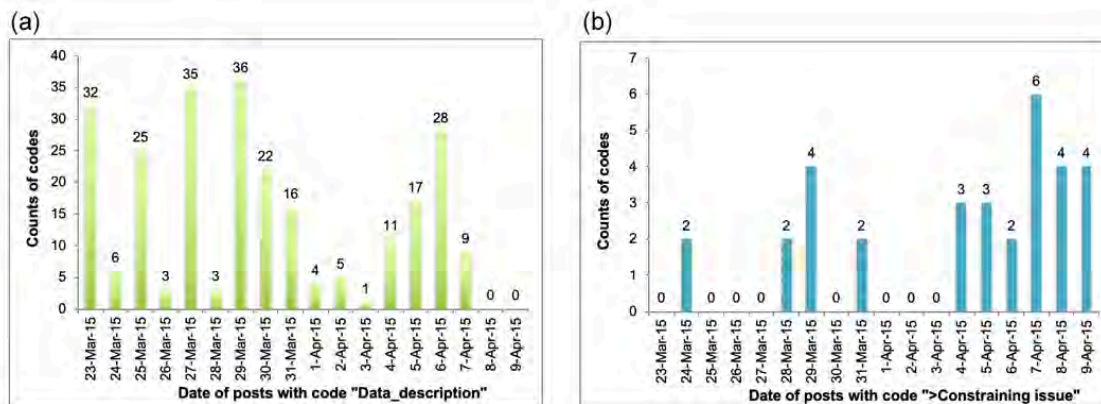 (a)
40
35
30
25
20
15
10
5
0
Counts of codes
32
6
25
3
35
3
36
22
16
4
5
1
11
17
28
9
0
0
23-Mar-15
24-Mar-15
25-Mar-15
26-Mar-15
27-Mar-15
28-Mar-15
29-Mar-15
30-Mar-15
31-Mar-15
1-Apr-15
2-Apr-15
3-Apr-15
4-Apr-15
5-Apr-15
6-Apr-15
7-Apr-15
8-Apr-15
9-Apr-15
Date of posts with code "Data_description"
(b)
7
6
5
4
3
2
1
0
Counts of codes
0
2
0
0
0
2
4
0
2
0
0
0
3
3
2
6
4
4
23-Mar-15
24-Mar-15
25-Mar-15
26-Mar-15
27-Mar-15
28-Mar-15
29-Mar-15
30-Mar-15
31-Mar-15
1-Apr-15
2-Apr-15
3-Apr-15
4-Apr-15
5-Apr-15
6-Apr-15
7-Apr-15
8-Apr-15
9-Apr-15
Date of posts with code ">Constraining issue"